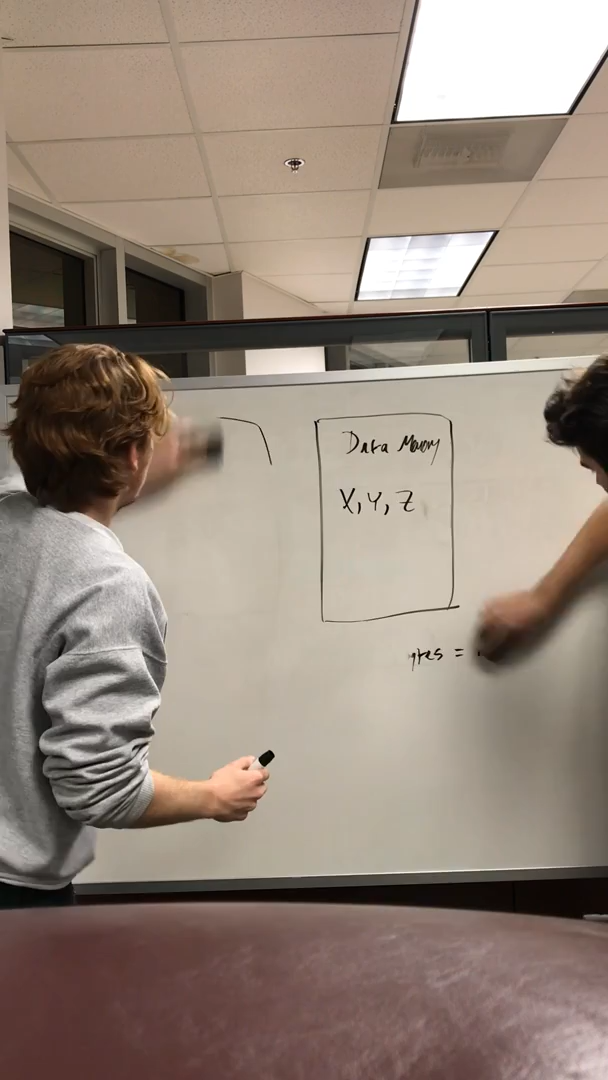 Data Memory
X, Y, Z
ytes =